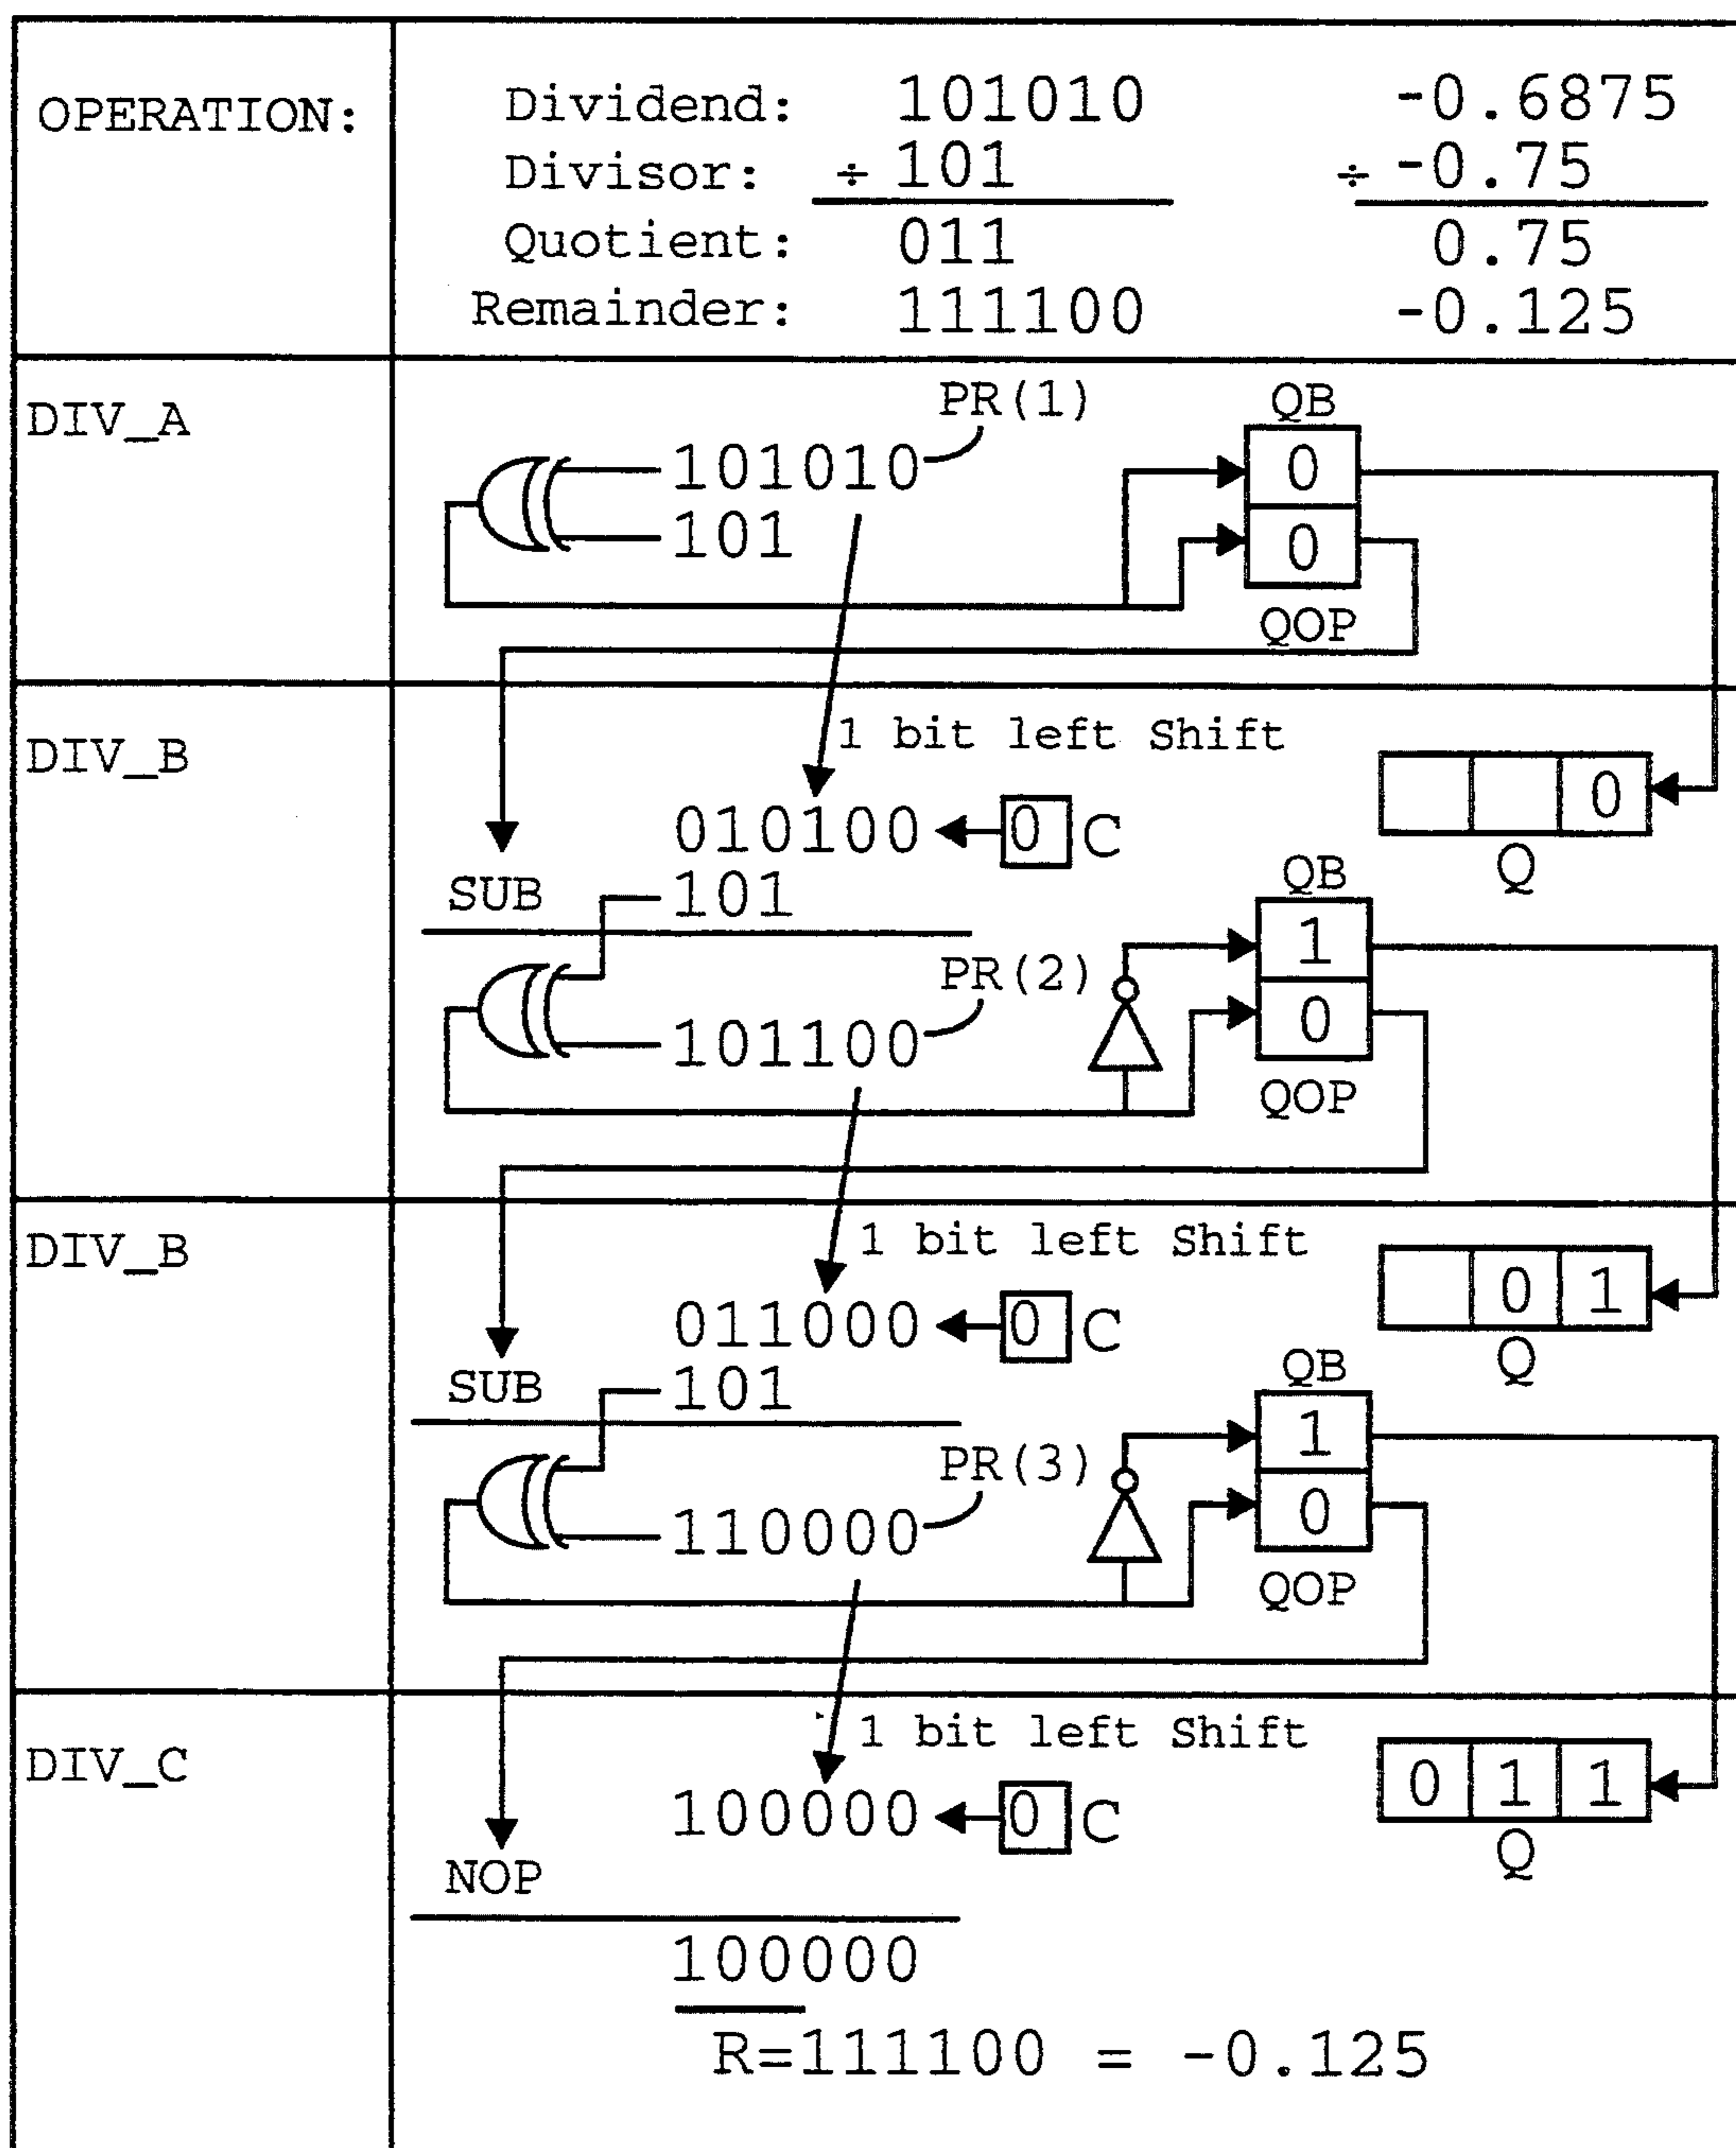 OPERATION: Dividend: 101010 -0.6875
Divisor: ÷ 101 ÷ -0.75
Quotient: 011 0.75
Remainder: 111100 -0.125
DIV_A PR(1) QB
101010 0
101 0
QOP
DIV_B 1 bit left Shift
0
010100 0 C Q
SUB 101 QB
1
PR(2)
101100 0
QOP
DIV_B 1 bit left Shift
0 1
011000 0 C Q
SUB 101 QB
1
PR(3)
110000 0
QOP
DIV_C 1 bit left Shift
0 1 1
100000 0 C Q
NOP
100000
R=111100 = -0.125